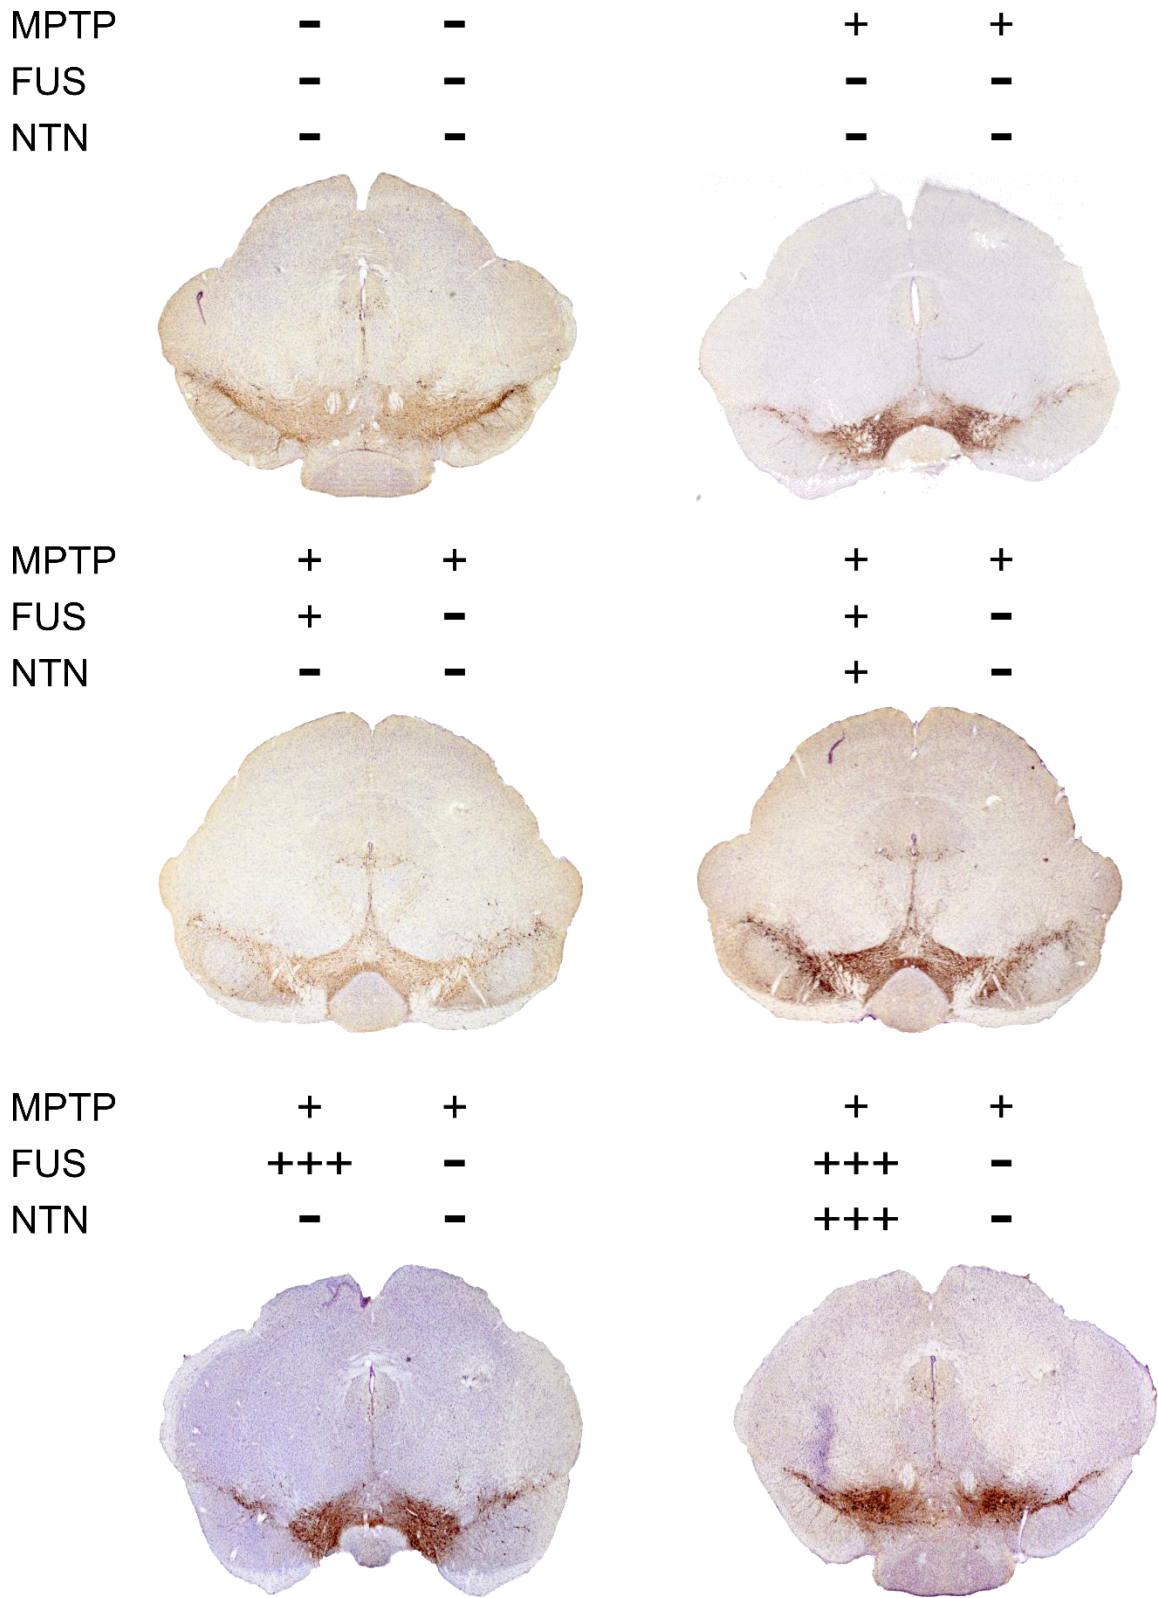 MPTP - - + +
FUS - - - -
NTN - - - -
MPTP + + + +
FUS + - + -
NTN - - + -
MPTP + + + +
FUS +++ - +++ -
NTN - - +++ -